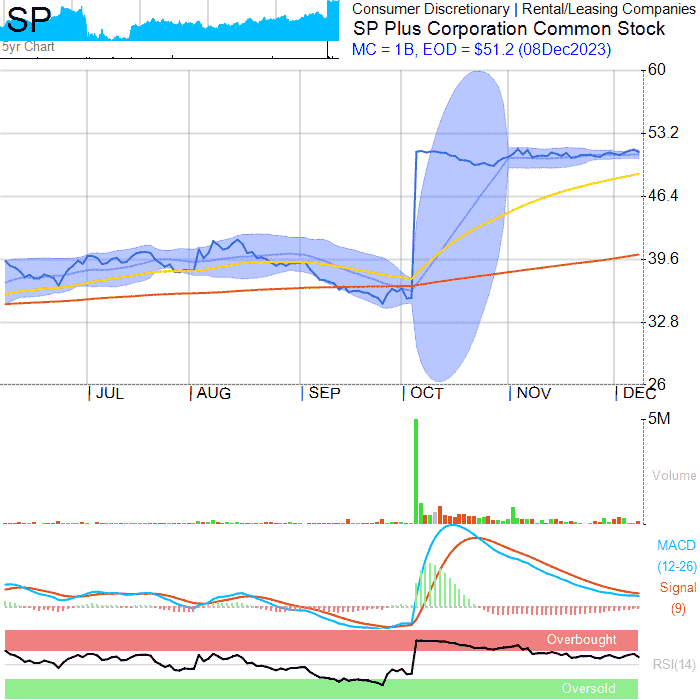 SP
5yr Chart
Consumer Discretionary | Rental/Leasing Companies
SP Plus Corporation Common Stock
MC = 1B, EOD = $51.2 (08Dec2023)
60
53.2
46.4
39.6
32.8
26
JUL AUG SEP OCT NOV DEC
5M
Volume
MACD
(12-26)
Signal
(9)
Overbought
RSI(14)
Oversold